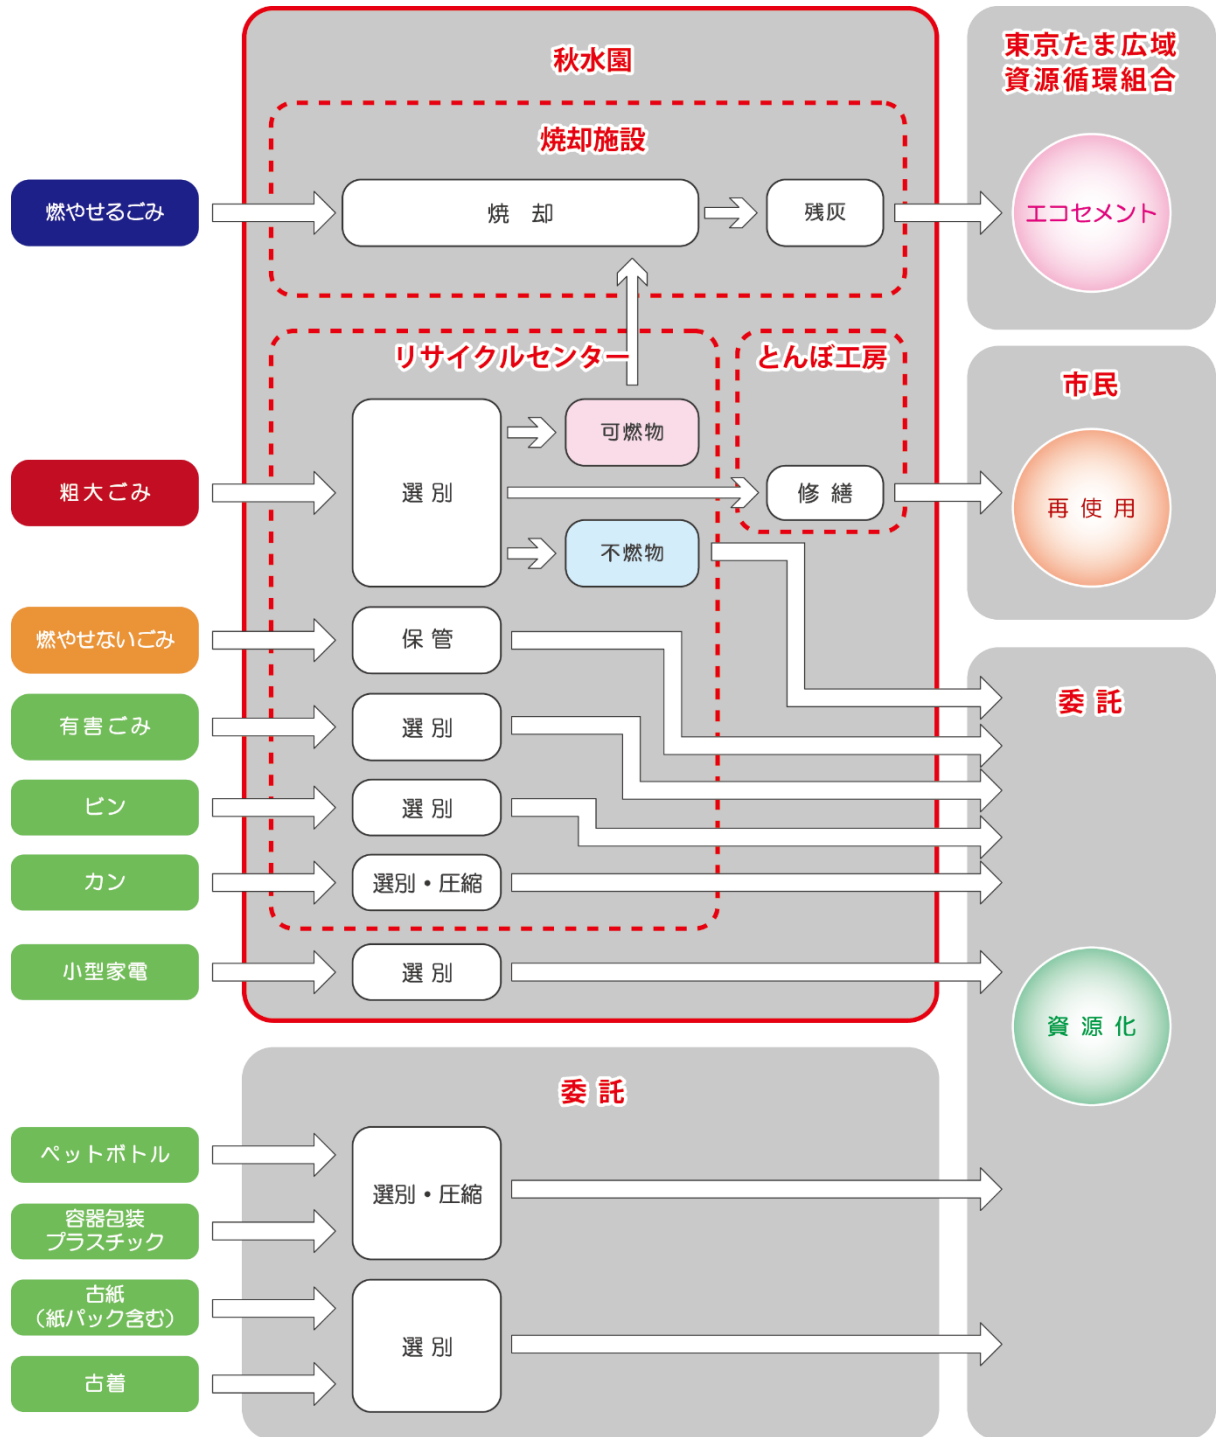 秋水園
東京たま広域
資源循環組合
焼却施設
燃やせるごみ
焼 却
残灰
エコセメント
リサイクルセンター
とんぼ工房
市民
粗大ごみ
選 別
可燃物
修 繕
再 使 用
不燃物
燃やせないごみ
保 管
委 託
有害ごみ
選 別
ビン
選 別
カン
選別・圧縮
小型家電
選 別
資 源 化
委 託
ペットボトル
選別・圧縮
容器包装
プラスチック
古紙
(紙パック含む)
選 別
古着